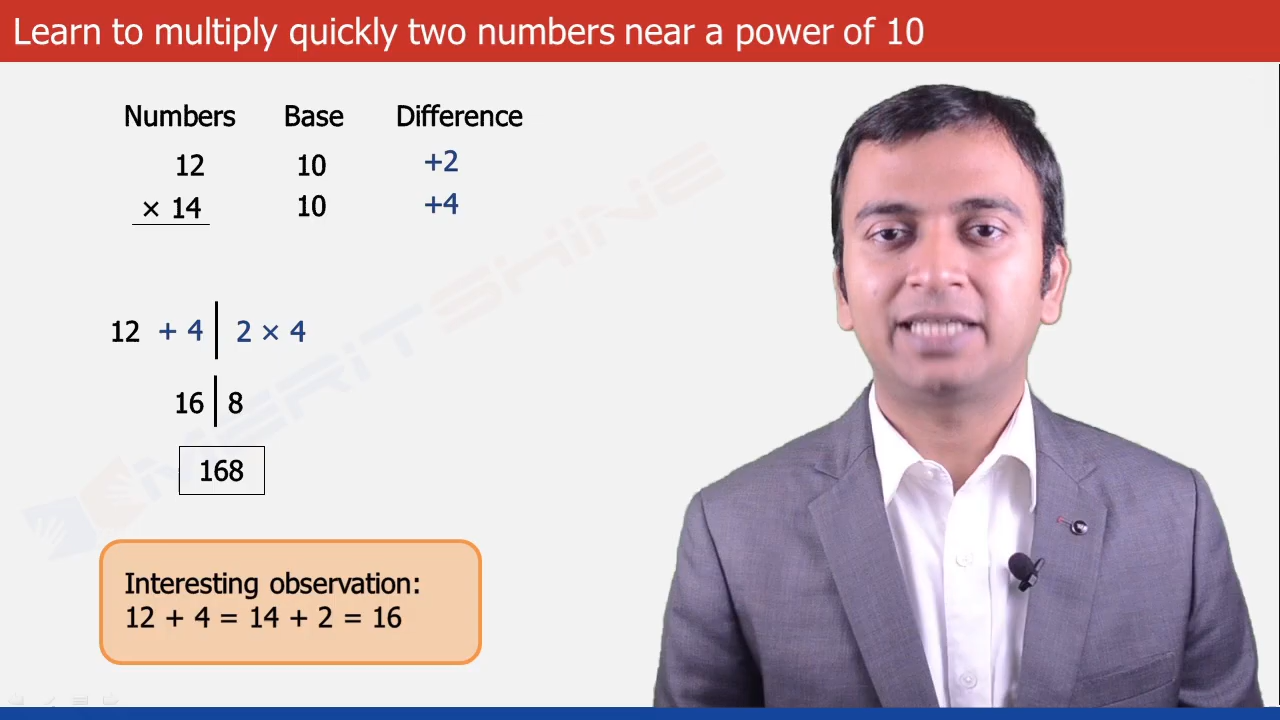 Learn to multiply quickly two numbers near a power of 10
Numbers Base Difference
12 10 +2
× 14 10 +4
12 + 4 | 2 × 4
16 | 8
168
Interesting observation:
12 + 4 = 14 + 2 = 16
MERITSHINE